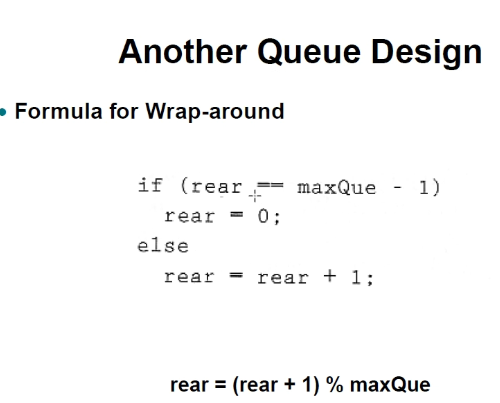 Another Queue Design
• Formula for Wrap-around
if (rear == maxQue - 1)
rear = 0;
else
rear = rear + 1;
rear = (rear + 1) % maxQue